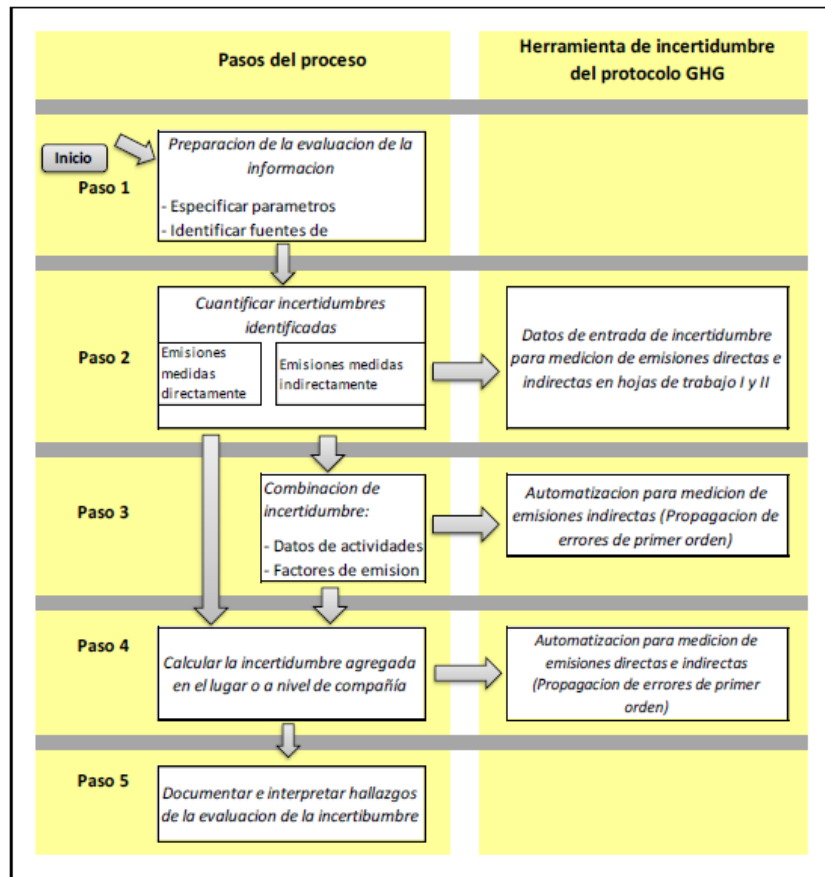 Pasos del proceso
Herramienta de incertidumbre
del protocolo GHG
Inicio
Paso 1
Preparacion de la evaluacion de la
informacion
- Especificar parametros
- Identificar fuentes de
Paso 2
Cuantificar incertidumbres
identificadas
Emisiones
medidas
directamente
Emisiones medidas
indirectamente
Datos de entrada de incertidumbre
para medicion de emisiones directas e
indirectas en hojas de trabajo I y II
Paso 3
Combinacion de
incertidumbre:
- Datos de actividades
- Factores de emision
Automatizacion para medicion de
emisiones indirectas (Propagacion de
errores de primer orden)
Paso 4
Calcular la incertidumbre agregada
en el lugar o a nivel de compañía
Automatizacion para medicion de
emisiones directas e indirectas
(Propagacion de errores de primer
orden)
Paso 5
Documentar e interpretar hallazgos
de la evaluacion de la incertibumbre